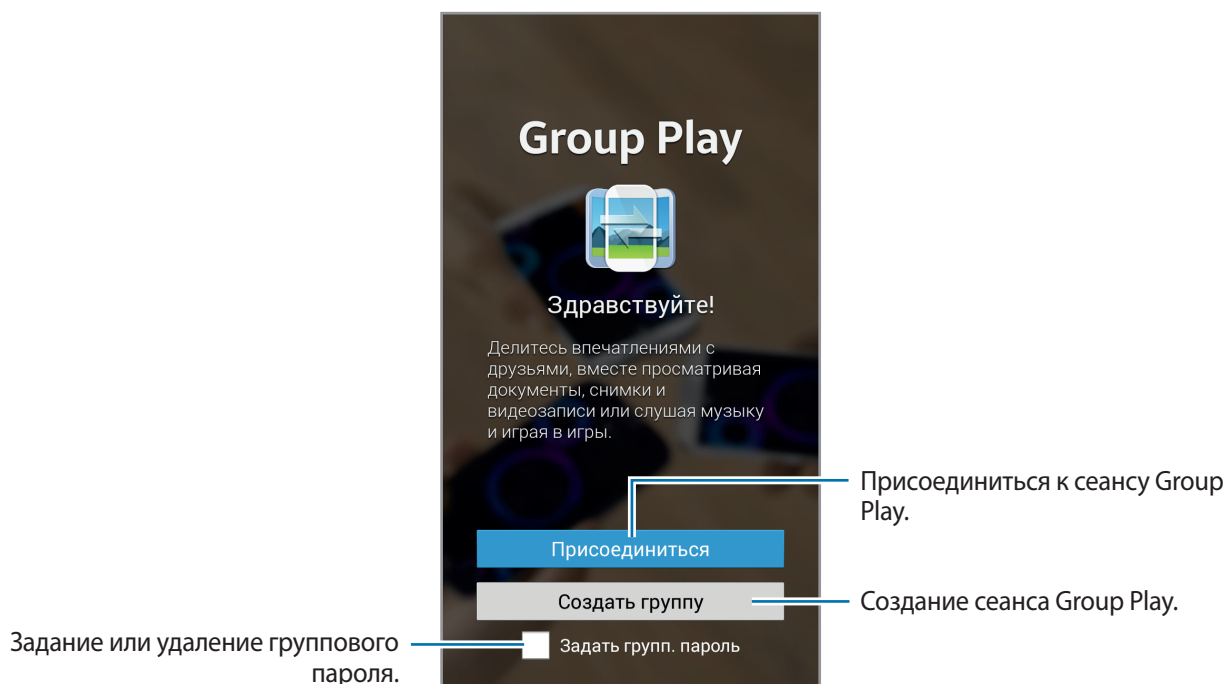 Group Play
Здравствуйте!
Делитесь впечатлениями с
друзьями, вместе просматривая
документы, снимки и
видеозаписи или слушая музыку
и играя в игры.
Присоединиться к сеансу Group
Play.
Присоединиться
Создать группу
Создание сеанса Group Play.
Задание или удаление группового
пароля.
Задать групп. пароль